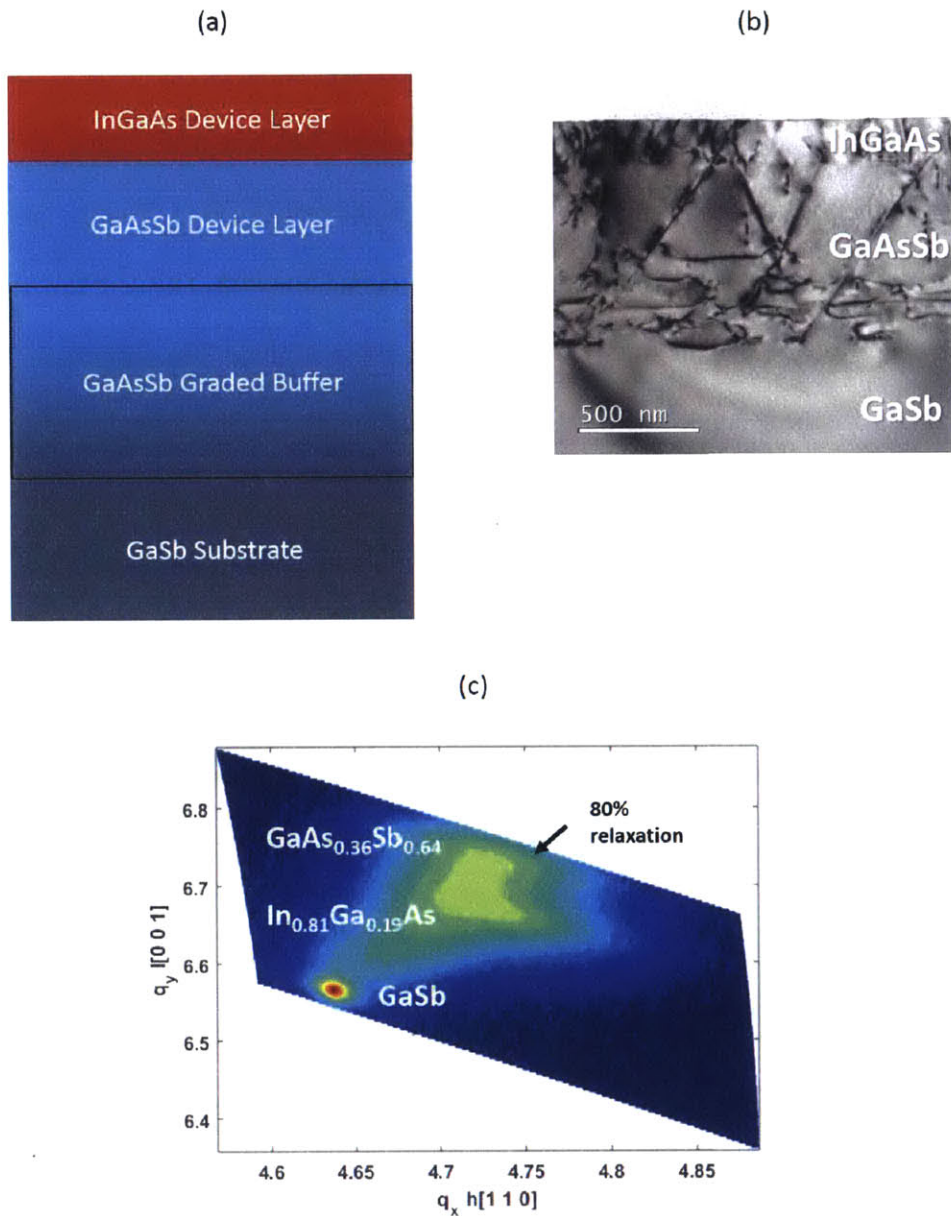 (a)
InGaAs Device Layer
GaAsSb Device Layer
GaAsSb Graded Buffer
GaSb Substrate
(b)
InGaAs
GaAsSb
GaSb
500 nm
(c)
80%
relaxation
GaAs0.36Sb0.64
In0.81Ga0.19As
GaSb
6.8
6.7
6.6
6.5
6.4
q_y l[0 0 1]
4.6
4.65
4.7
4.75
4.8
4.85
q_x h[1 1 0]